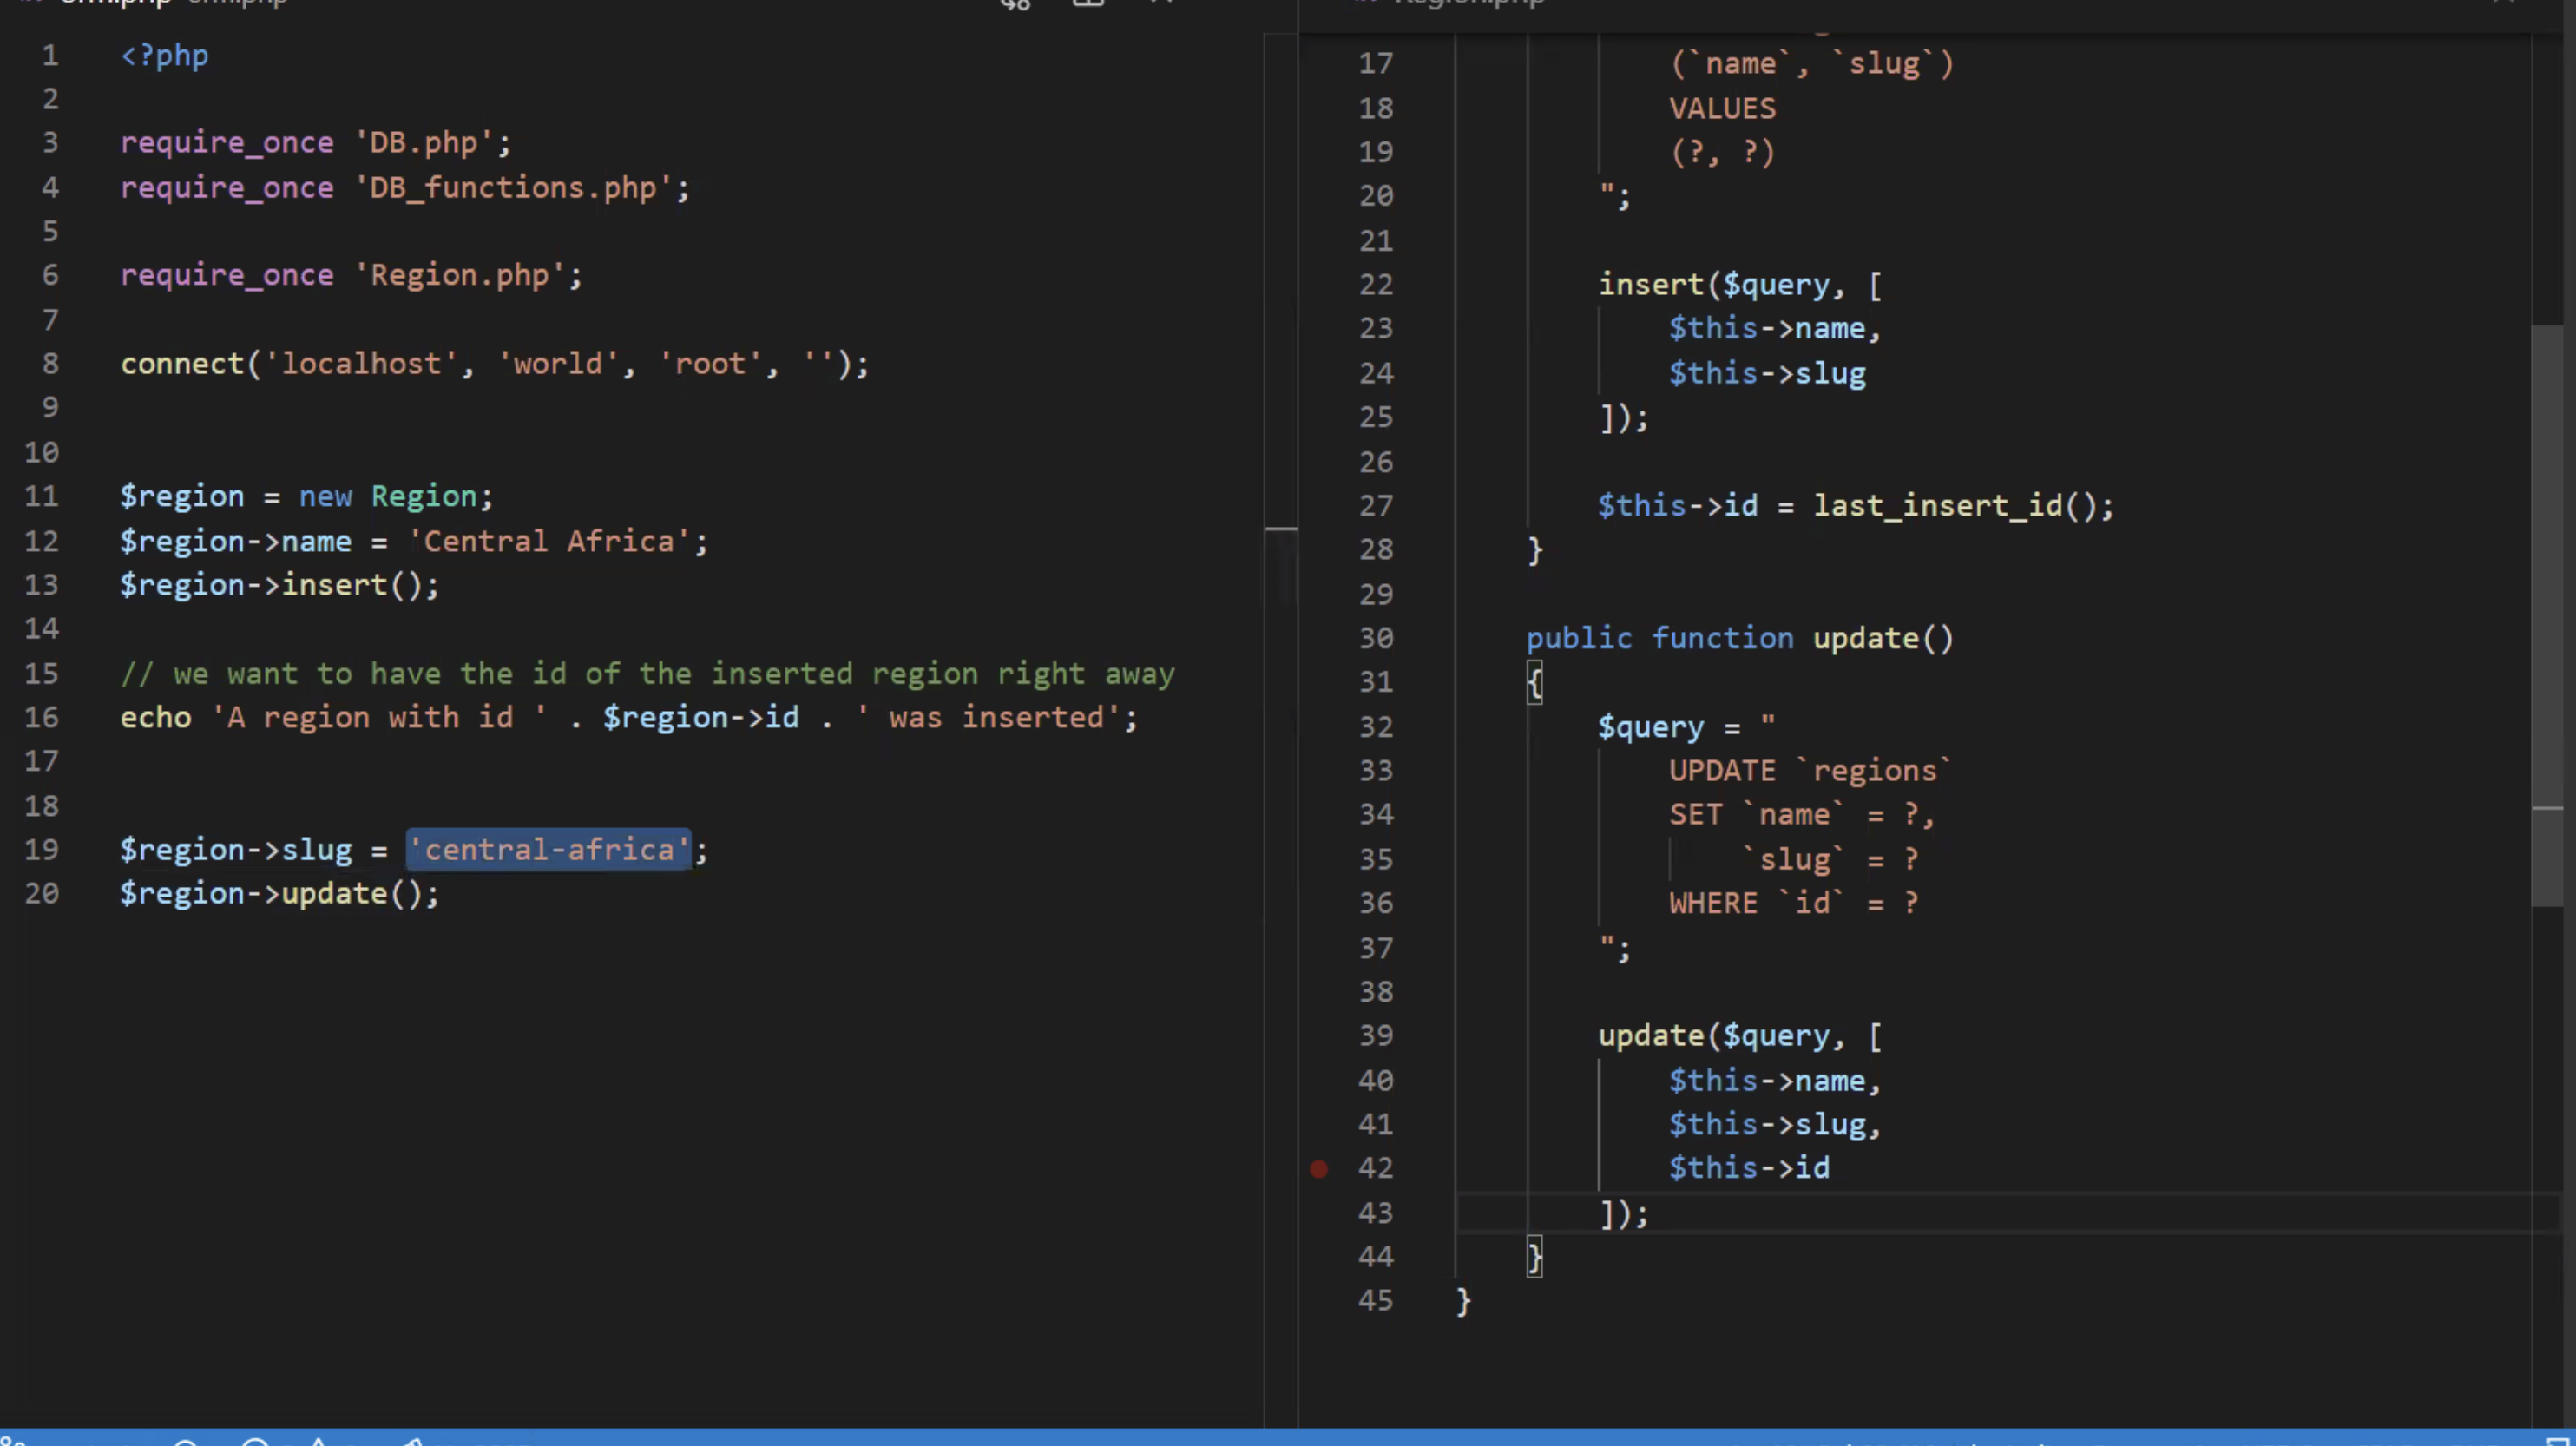 1 <?php
2
3 require_once 'DB.php';
4 require_once 'DB_functions.php';
5
6 require_once 'Region.php';
7
8 connect('localhost', 'world', 'root', '');
9
10
11 $region = new Region;
12 $region->name = 'Central Africa';
13 $region->insert();
14
15 // we want to have the id of the inserted region right away
16 echo 'A region with id ' . $region->id . ' was inserted';
17
18
19 $region->slug = 'central-africa';
20 $region->update();
Region.php
17 (`name`, `slug`)
18 VALUES
19 (?, ?)
20 ";
21
22 insert($query, [
23 $this->name,
24 $this->slug
25 ]);
26
27 $this->id = last_insert_id();
28 }
29
30 public function update()
31 {
32 $query = "
33 UPDATE `regions`
34 SET `name` = ?,
35 `slug` = ?
36 WHERE `id` = ?
37 ";
38
39 update($query, [
40 $this->name,
41 $this->slug,
42 $this->id
43 ]);
44 }
45 }